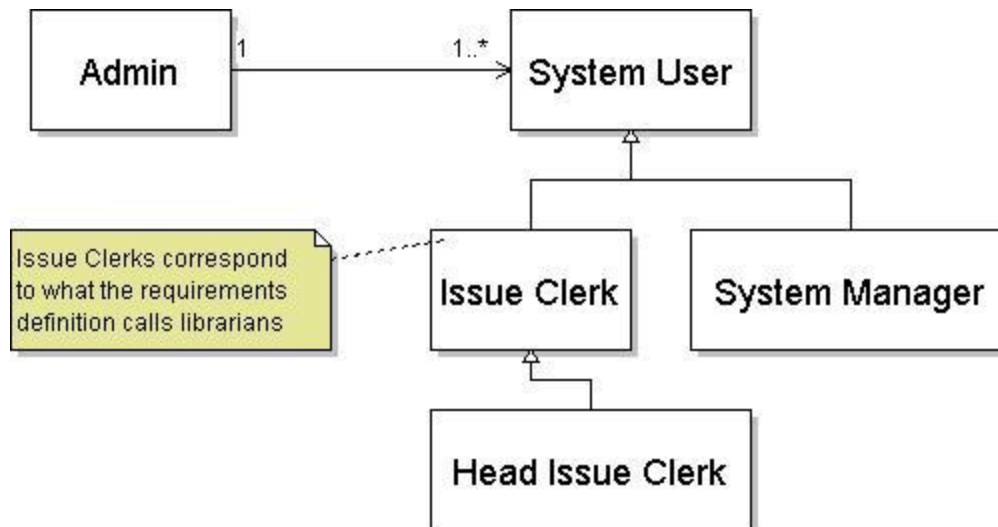 Admin
1
1..*
System User
Issue Clerks correspond
to what the requirements
definition calls librarians
Issue Clerk
System Manager
Head Issue Clerk